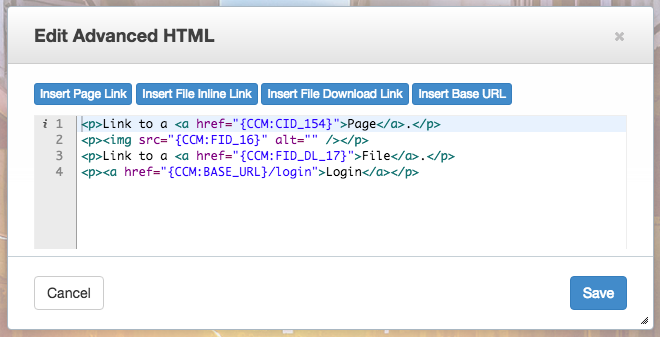 Edit Advanced HTML ×
Insert Page Link Insert File Inline Link Insert File Download Link Insert Base URL
i 1 <p>Link to a <a href="{CCM:CID_154}">Page</a>.</p>
2 <p><img src="{CCM:FID_16}" alt="" /></p>
3 <p>Link to a <a href="{CCM:FID_DL_17}">File</a>.</p>
4 <p><a href="{CCM:BASE_URL}/login">Login</a></p>
Cancel Save